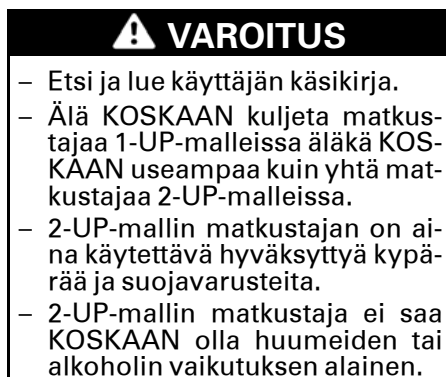 VAROITUS
– Etsi ja lue käyttäjän käsikirja.
– Älä KOSKAAN kuljeta matkus-
tajaa 1-UP-malleissa äläkä KOS-
KAAN useampaa kuin yhtä mat-
kustajaa 2-UP-malleissa.
– 2-UP-mallin matkustajan on ai-
na käytettävä hyväksyttyä kypä-
rää ja suojavarusteita.
– 2-UP-mallin matkustaja ei saa
KOSKAAN olla huumeiden tai
alkoholin vaikutuksen alainen.